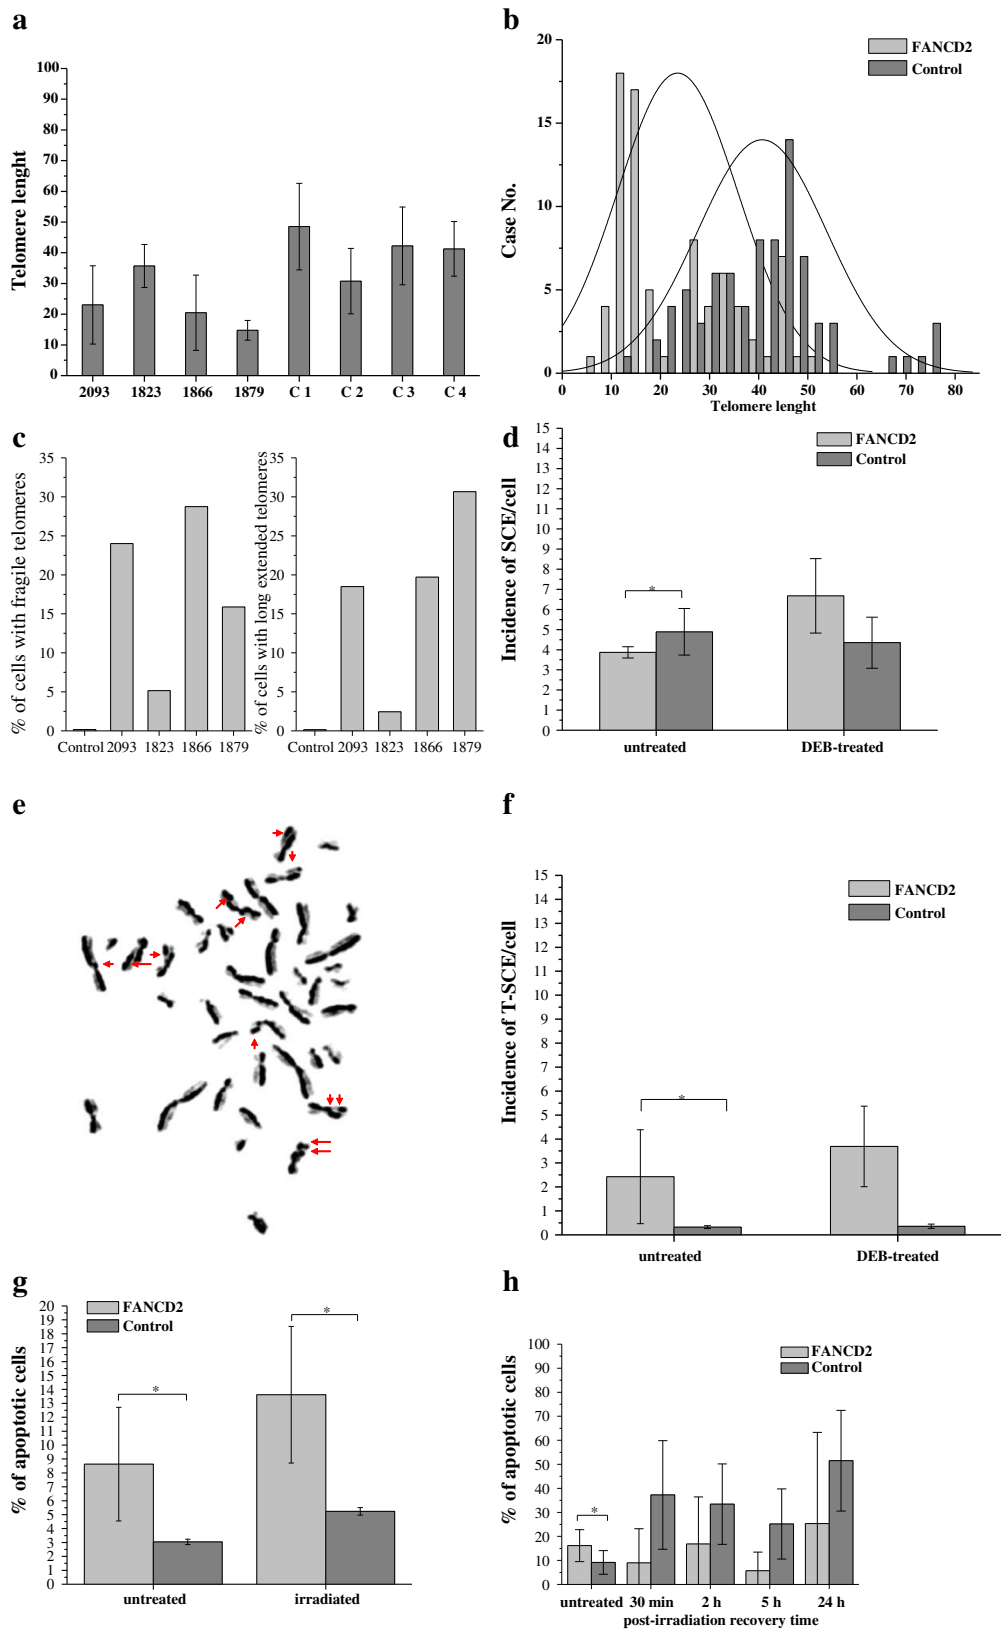 a
Telomere lenght
100
90
80
70
60
50
40
30
20
10
0
2093 1823 1866 1879 C 1 C 2 C 3 C 4
b
FANCD2
Control
Case No.
20
15
10
5
0
0 10 20 30 40 50 60 70 80
Telomere lenght
c
% of cells with fragile telomeres
35
30
25
20
15
10
5
0
Control 2093 1823 1866 1879
% of cells with long extended telomeres
35
30
25
20
15
10
5
0
Control 2093 1823 1866 1879
d
FANCD2
Control
Incidence of SCE/cell
15
14
13
12
11
10
9
8
7
6
5
4
3
2
1
0
*
untreated DEB-treated
e
f
FANCD2
Control
Incidence of T-SCE/cell
15
14
13
12
11
10
9
8
7
6
5
4
3
2
1
0
*
untreated DEB-treated
g
FANCD2
Control
% of apoptotic cells
20
19
18
17
16
15
14
13
12
11
10
9
8
7
6
5
4
3
2
1
0
* *
untreated irradiated
h
FANCD2
Control
% of apoptotic cells
100
90
80
70
60
50
40
30
20
10
0
*
untreated 30 min 2 h 5 h 24 h
post-irradiation recovery time